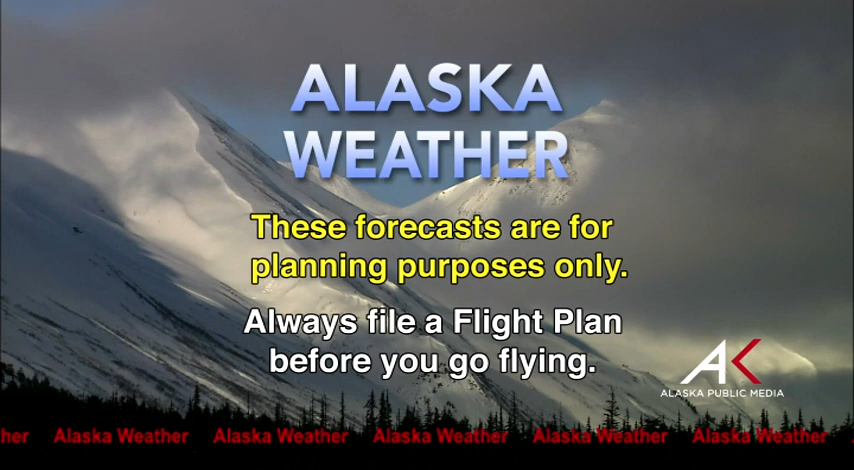 ALASKA
WEATHER
These forecasts are for
planning purposes only.
Always file a Flight Plan
before you go flying.
AK
ALASKA PUBLIC MEDIA
her Alaska Weather Alaska Weather Alaska Weather Alaska Weather Alaska Weather